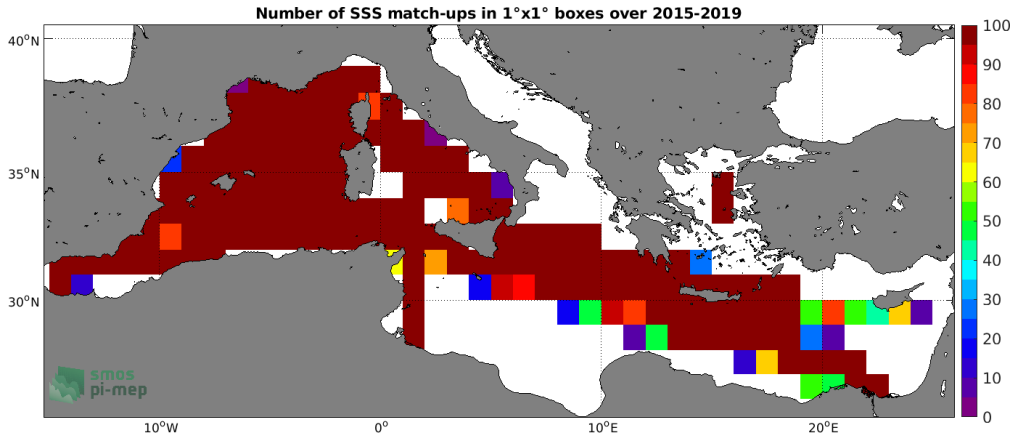 Number of SSS match-ups in 1°x1° boxes over 2015-2019
40°N
35°N
30°N
10°W
0°
10°E
20°E
100
90
80
70
60
50
40
30
20
10
0
smos
pi-mep